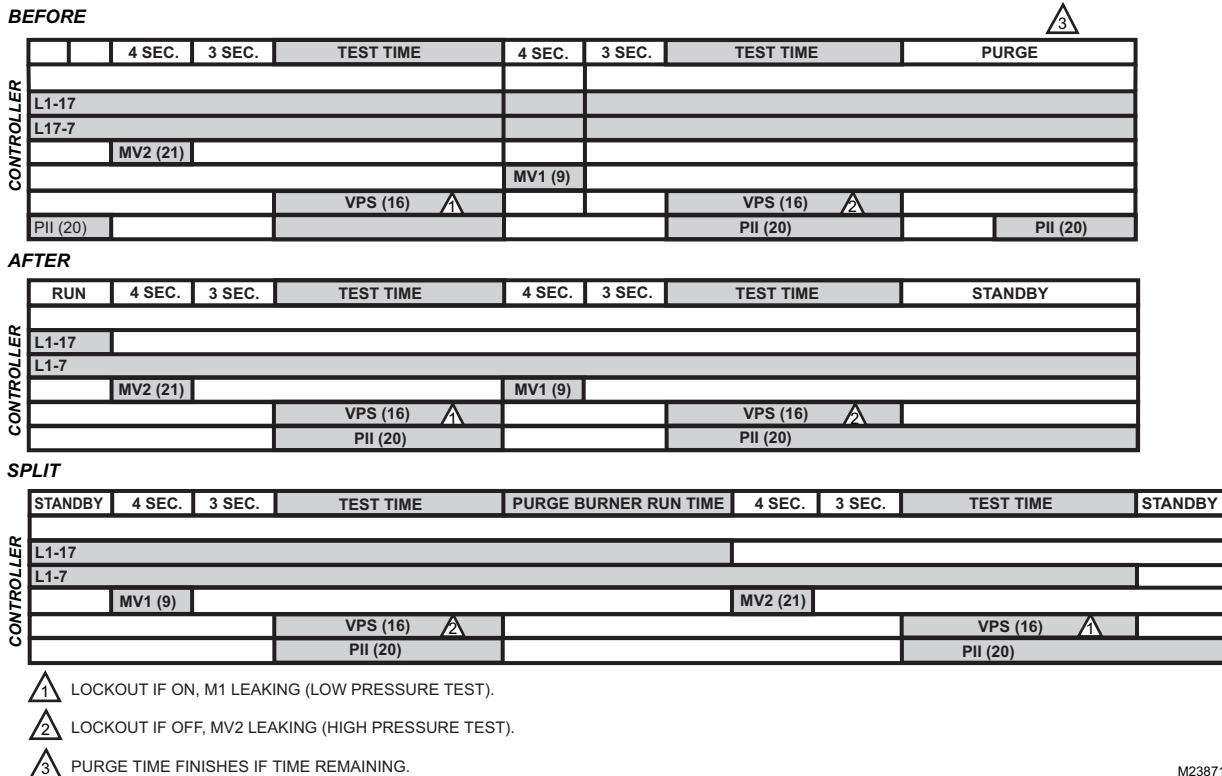 BEFORE
3
4 SEC. 3 SEC. TEST TIME 4 SEC. 3 SEC. TEST TIME PURGE
CONTROLLER
L1-17
L17-7
MV2 (21)
MV1 (9)
VPS (16) 1 VPS (16) 2
PII (20) PII (20) PII (20)
AFTER
RUN 4 SEC. 3 SEC. TEST TIME 4 SEC. 3 SEC. TEST TIME STANDBY
CONTROLLER
L1-17
L1-7
MV2 (21) MV1 (9)
VPS (16) 1 VPS (16) 2
PII (20) PII (20)
SPLIT
STANDBY 4 SEC. 3 SEC. TEST TIME PURGE BURNER RUN TIME 4 SEC. 3 SEC. TEST TIME STANDBY
CONTROLLER
L1-17
L1-7
MV1 (9) MV2 (21)
VPS (16) 2 VPS (16) 1
PII (20) PII (20)
1 LOCKOUT IF ON, M1 LEAKING (LOW PRESSURE TEST).
2 LOCKOUT IF OFF, MV2 LEAKING (HIGH PRESSURE TEST).
3 PURGE TIME FINISHES IF TIME REMAINING.
M23871